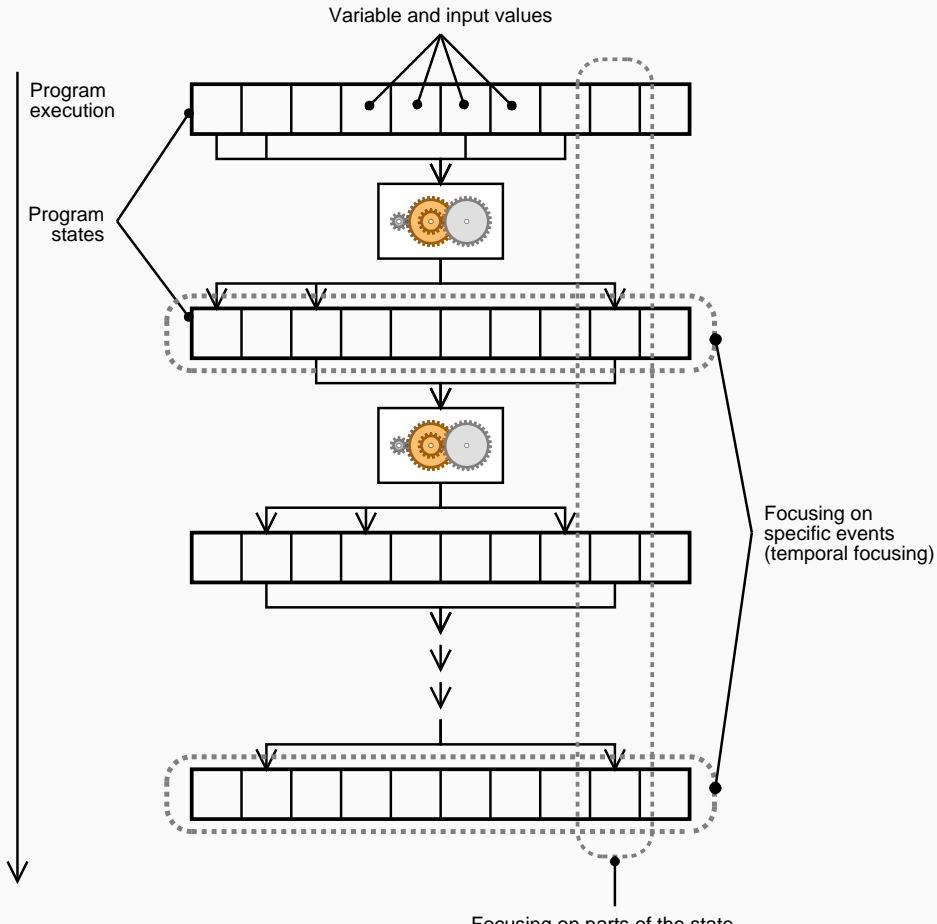 Variable and input values
Program
execution
Program
states
Focusing on
specific events
(temporal focusing)
Focusing on parts of the state